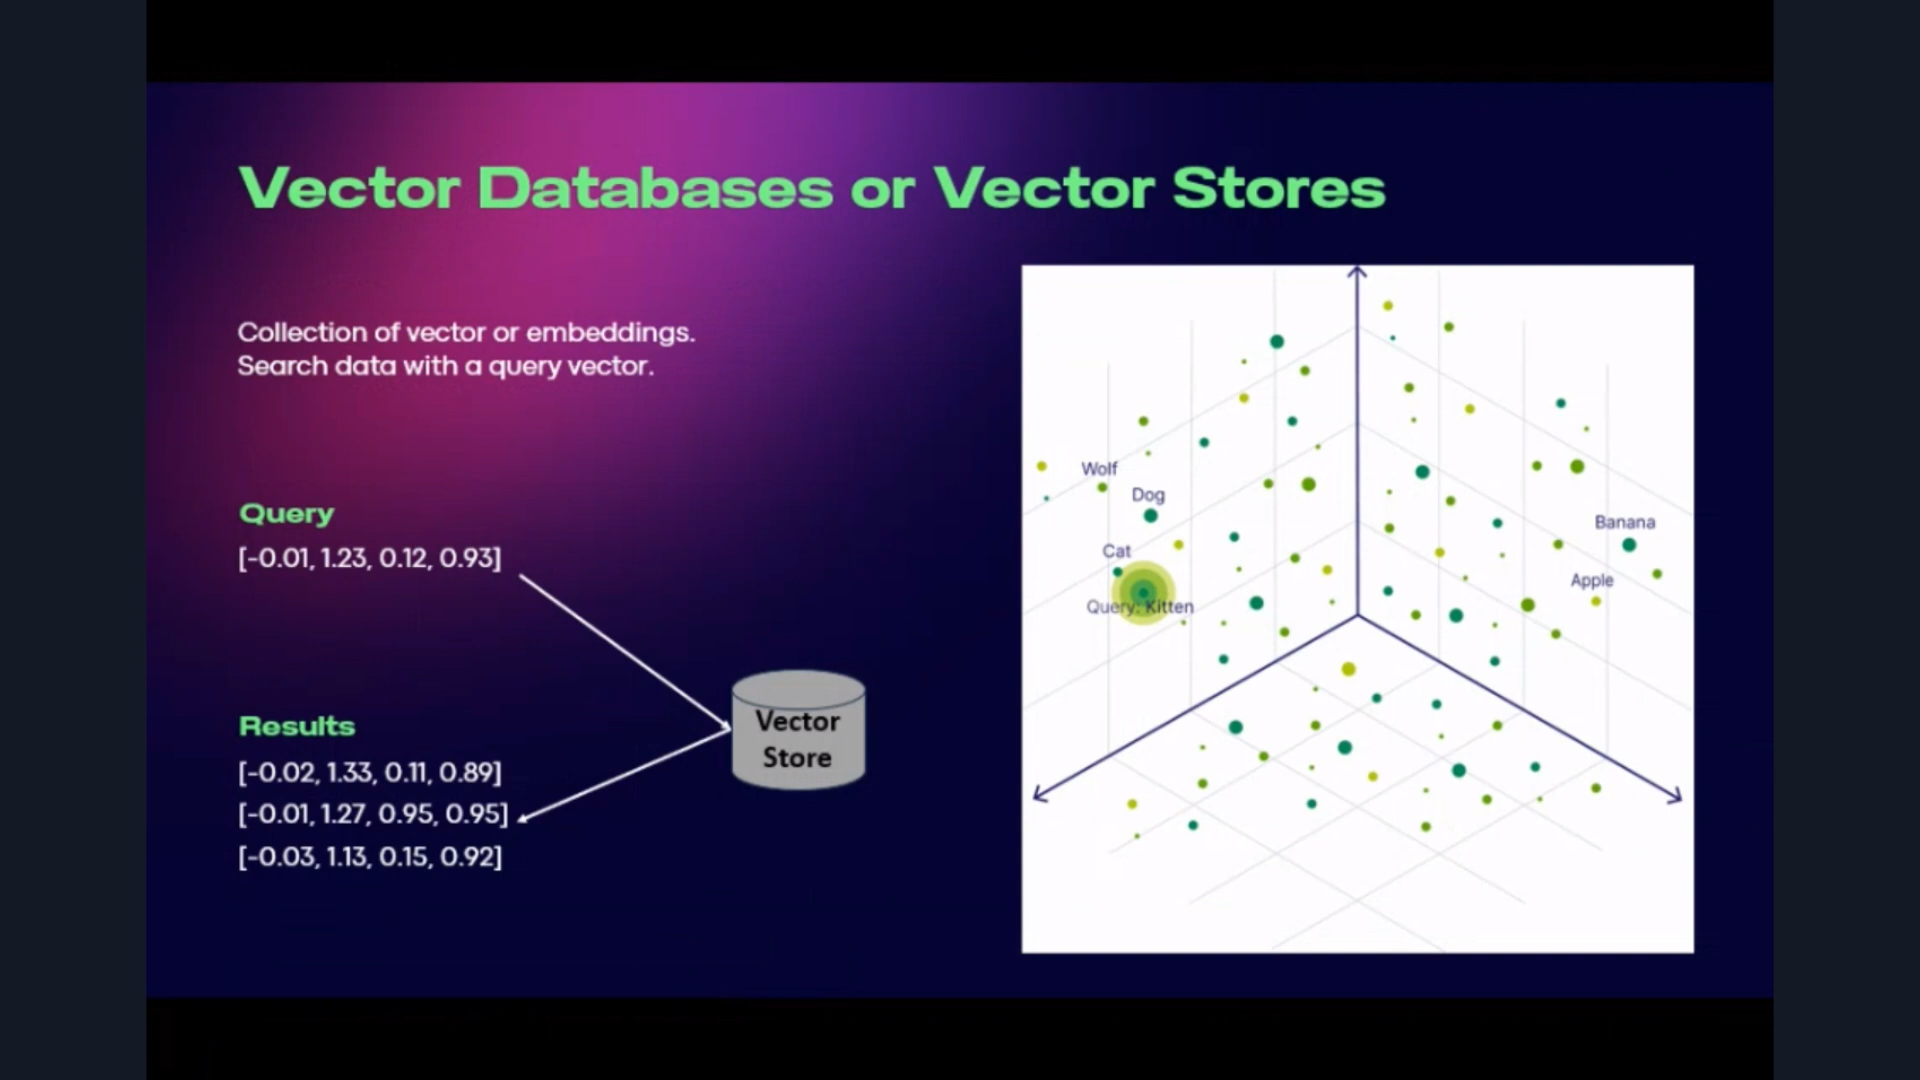 Vector Databases or Vector Stores
Collection of vector or embeddings.
Search data with a query vector.
Query
[-0.01, 1.23, 0.12, 0.93]
Results
[-0.02, 1.33, 0.11, 0.89]
[-0.01, 1.27, 0.95, 0.95]
[-0.03, 1.13, 0.15, 0.92]
Vector
Store
Wolf
Dog
Cat
Query: Kitten
Banana
Apple